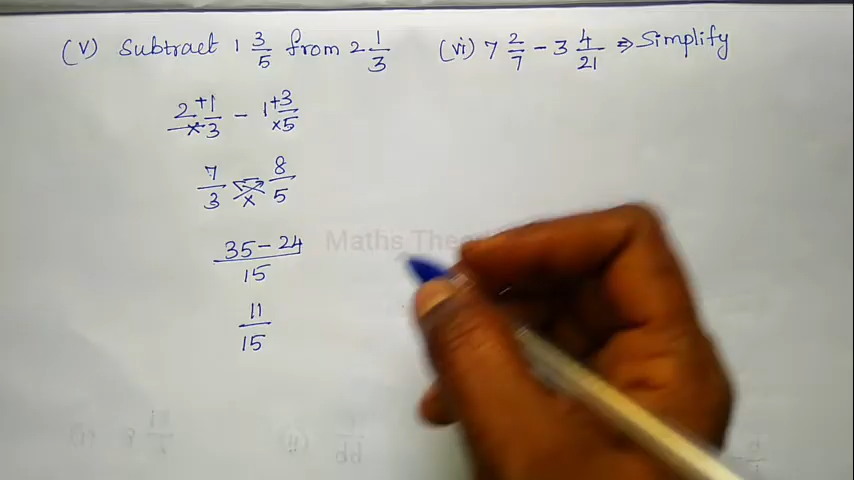 (v) Subtract 1 3/5 from 2 1/3
2 + 1/3 × - 1 + 3/5 ×
7/3 - 8/5 ×
35 - 24 / 15
11/15
(vi) 7 2/7 - 3 4/21 ⇒ Simplify
Maths